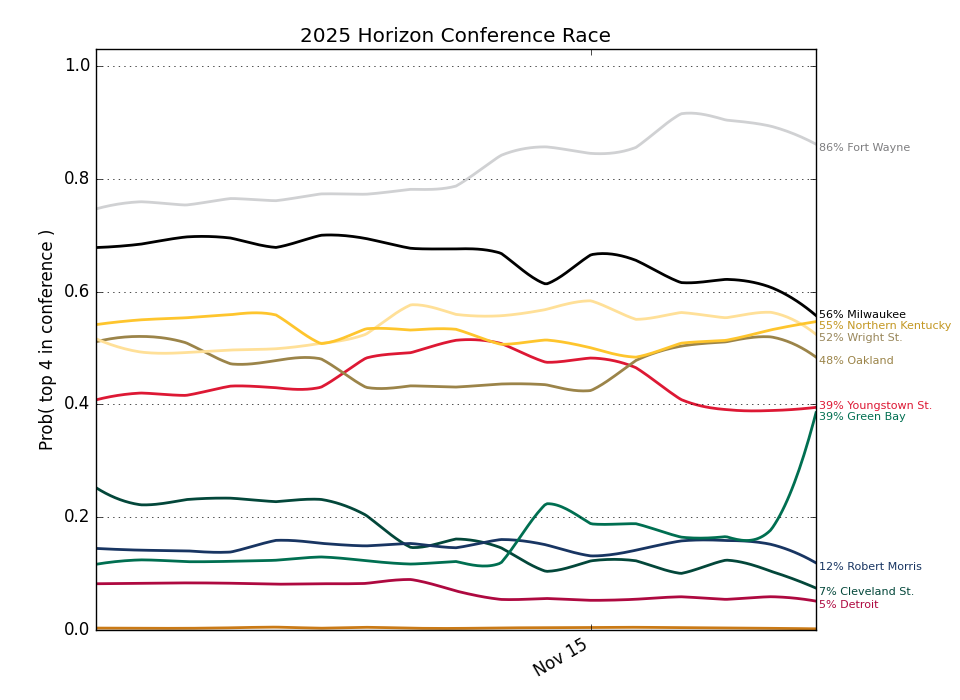 2025 Horizon Conference Race
Prob( top 4 in conference )
1.0
0.8
0.6
0.4
0.2
0.0
Nov 15
86% Fort Wayne
56% Milwaukee
55% Northern Kentucky
52% Wright St.
48% Oakland
39% Youngstown St.
39% Green Bay
12% Robert Morris
7% Cleveland St.
5% Detroit